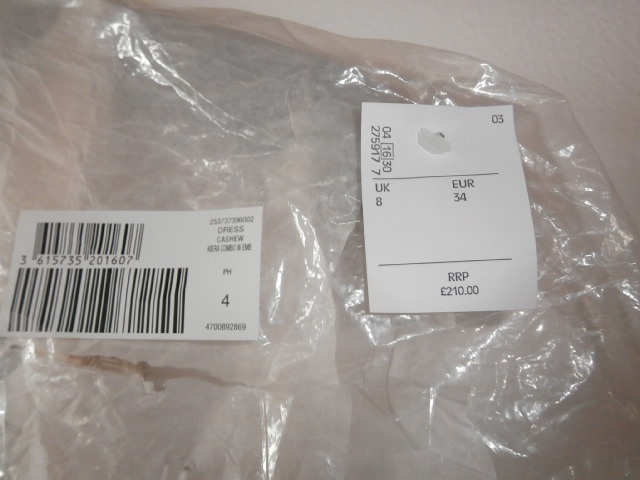 253737396002
DRESS
CASHEW
KIERA COMBO W EMB
3 615735 201607
PH
4
4700892869
03
04 16 30
275917 7
UK EUR
8 34
RRP
£210.00